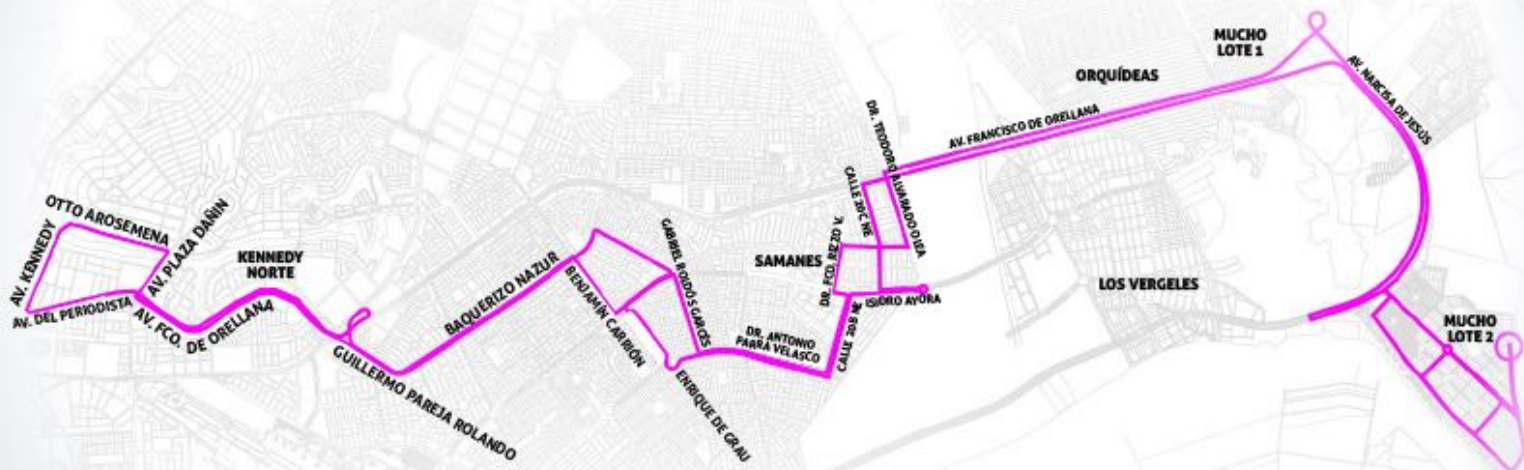 MUCHO
LOTE 1
ORQUÍDEAS
AV. NARCISA DE JESÚS
DR. TEODORO ALVARADO OLEA
AV. FRANCISCO DE ORELLANA
CALLE 20C NE
OTTO AROSEMENA
AV. PLAZA DAÑIN
AV. KENNEDY
KENNEDY
NORTE
GABRIEL ROLDÓS GARCÉS
DR. FCO. RIZZO V.
SAMANES
BAQUERIZO NAZUR
BENJAMÍN CARRIÓN
LOS VERGELES
ISIDRO AYORA
AV. DEL PERIODISTA
AV. FCO. DE ORELLANA
DR. ANTONIO
PARRA VELASCO
CALLE 20B NE
MUCHO
LOTE 2
GUILLERMO PAREJA ROLANDO
ENRIQUE DE GRAU